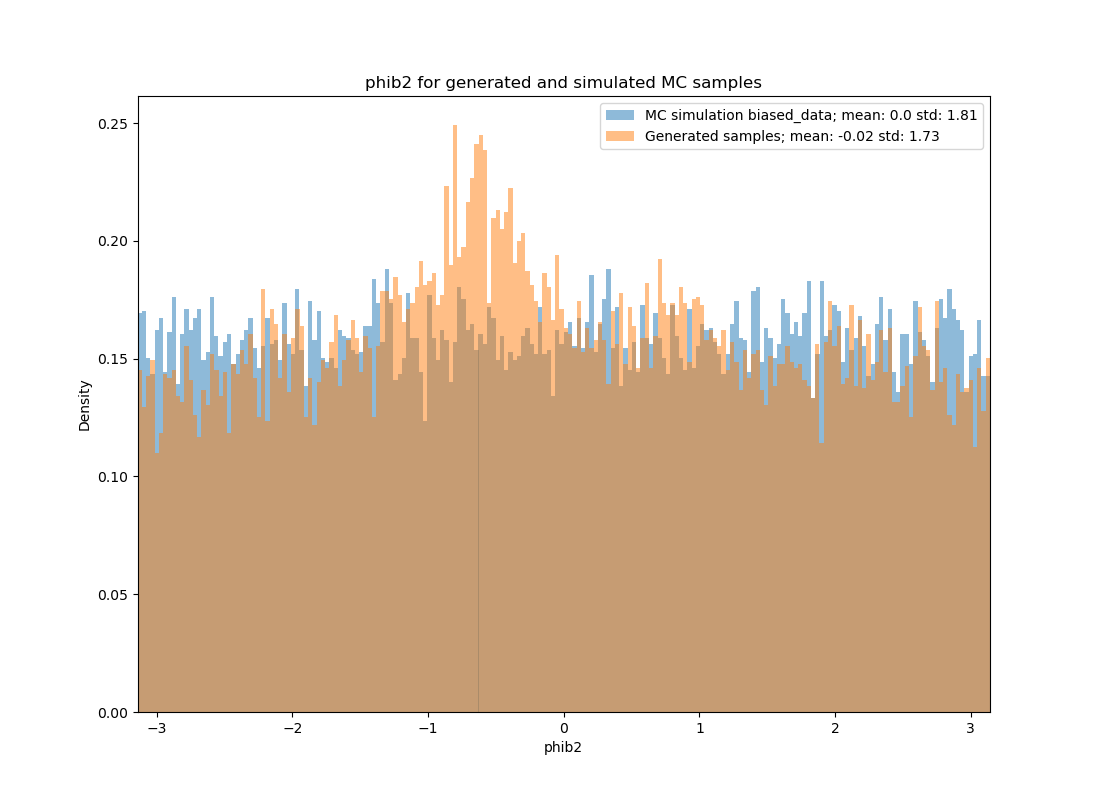 phib2 for generated and simulated MC samples
MC simulation biased_data; mean: 0.0 std: 1.81
Generated samples; mean: -0.02 std: 1.73
0.25
0.20
0.15
0.10
0.05
0.00
Density
−3 −2 −1 0 1 2 3
phib2